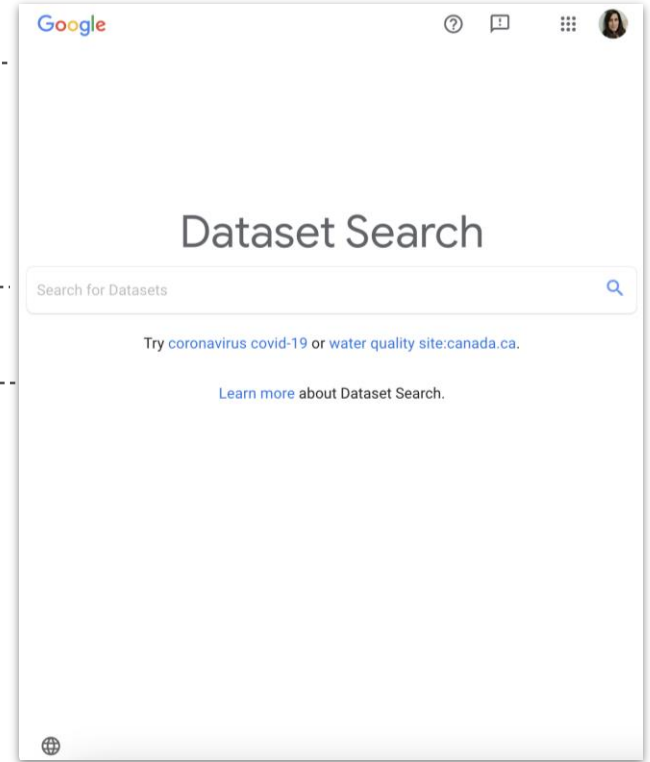 Google
Dataset Search
Search for Datasets
Try coronavirus covid-19 or water quality site:canada.ca.
Learn more about Dataset Search.